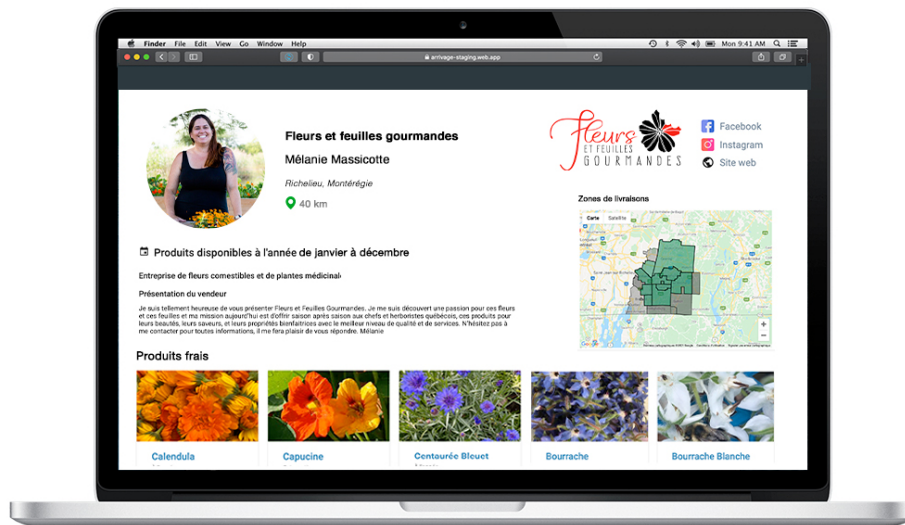 Finder File Edit View Go Window Help
Mon 9:41 AM
arrivage-staging.web.app
Fleurs et feuilles gourmandes
Mélanie Massicotte
Richelieu, Montérégie
40 km
Fleurs
ET FEUILLES
GOURMANDES
Facebook
Instagram
Site web
Zones de livraisons
Carte Satellite
Produits disponibles à l'année de janvier à décembre
Entreprise de fleurs comestibles et de plantes médicinal
Présentation du vendeur
Je suis tellement heureuse de vous présenter Fleurs et Feuilles Gourmandes. Je me suis découvert une passion pour ces fleurs
et ces feuilles et ma mission aujourd'hui est d'offrir saison après saison aux chefs et herboristes québécois, ces produits pour
leurs beautés, leurs saveurs, et leurs propriétés bienfaitrices avec le meilleur niveau de qualité et de services. N'hésitez pas à
me contacter pour toutes informations, il me fera plaisir de vous répondre. Mélanie
Google
Produits frais
Calendula
Capucine
Centaurée Bleuet
Bourrache
Bourrache Blanche